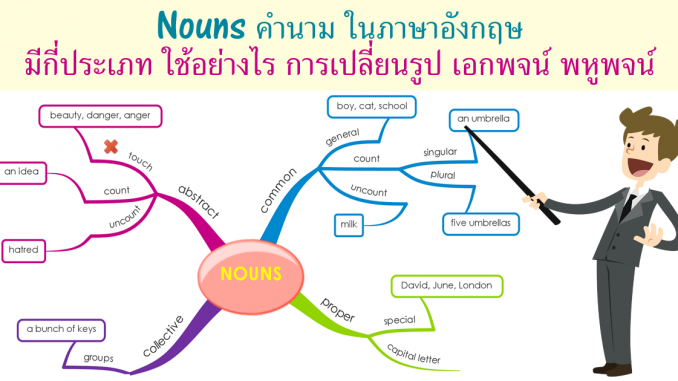 Nouns คำนาม ในภาษาอังกฤษ
มีกี่ประเภท ใช้อย่างไร การเปลี่ยนรูป เอกพจน์ พหูพจน์
beauty, danger, anger
touch
an idea
count
uncount
hatred
abstract
boy, cat, school
general
an umbrella
count
singular
plural
uncount
five umbrellas
milk
common
NOUNS
David, June, London
proper
special
capital letter
a bunch of keys
groups
collective